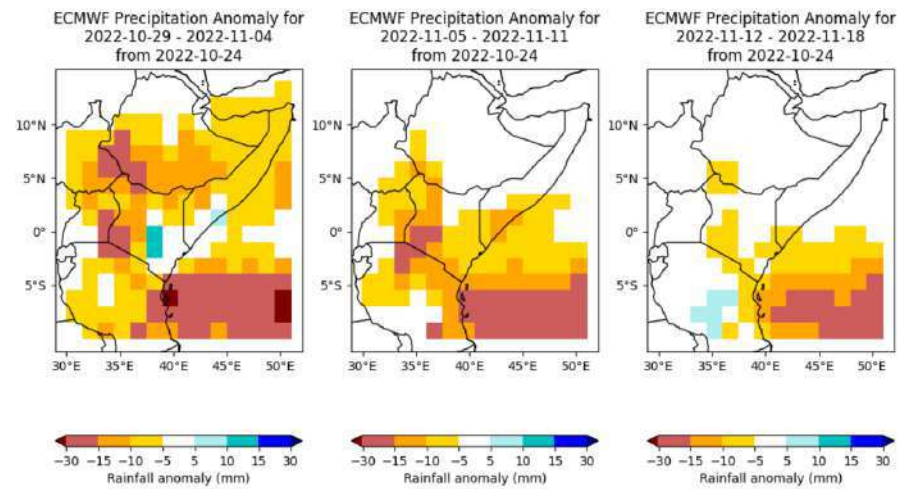 ECMWF Precipitation Anomaly for
2022-10-29 - 2022-11-04
from 2022-10-24
10°N
5°N
0°
5°S
30°E 35°E 40°E 45°E 50°E
−30 −15 −10 −5 5 10 15 30
Rainfall anomaly (mm)
ECMWF Precipitation Anomaly for
2022-11-05 - 2022-11-11
from 2022-10-24
10°N
5°N
0°
5°S
30°E 35°E 40°E 45°E 50°E
−30 −15 −10 −5 5 10 15 30
Rainfall anomaly (mm)
ECMWF Precipitation Anomaly for
2022-11-12 - 2022-11-18
from 2022-10-24
10°N
5°N
0°
5°S
30°E 35°E 40°E 45°E 50°E
−30 −15 −10 −5 5 10 15 30
Rainfall anomaly (mm)